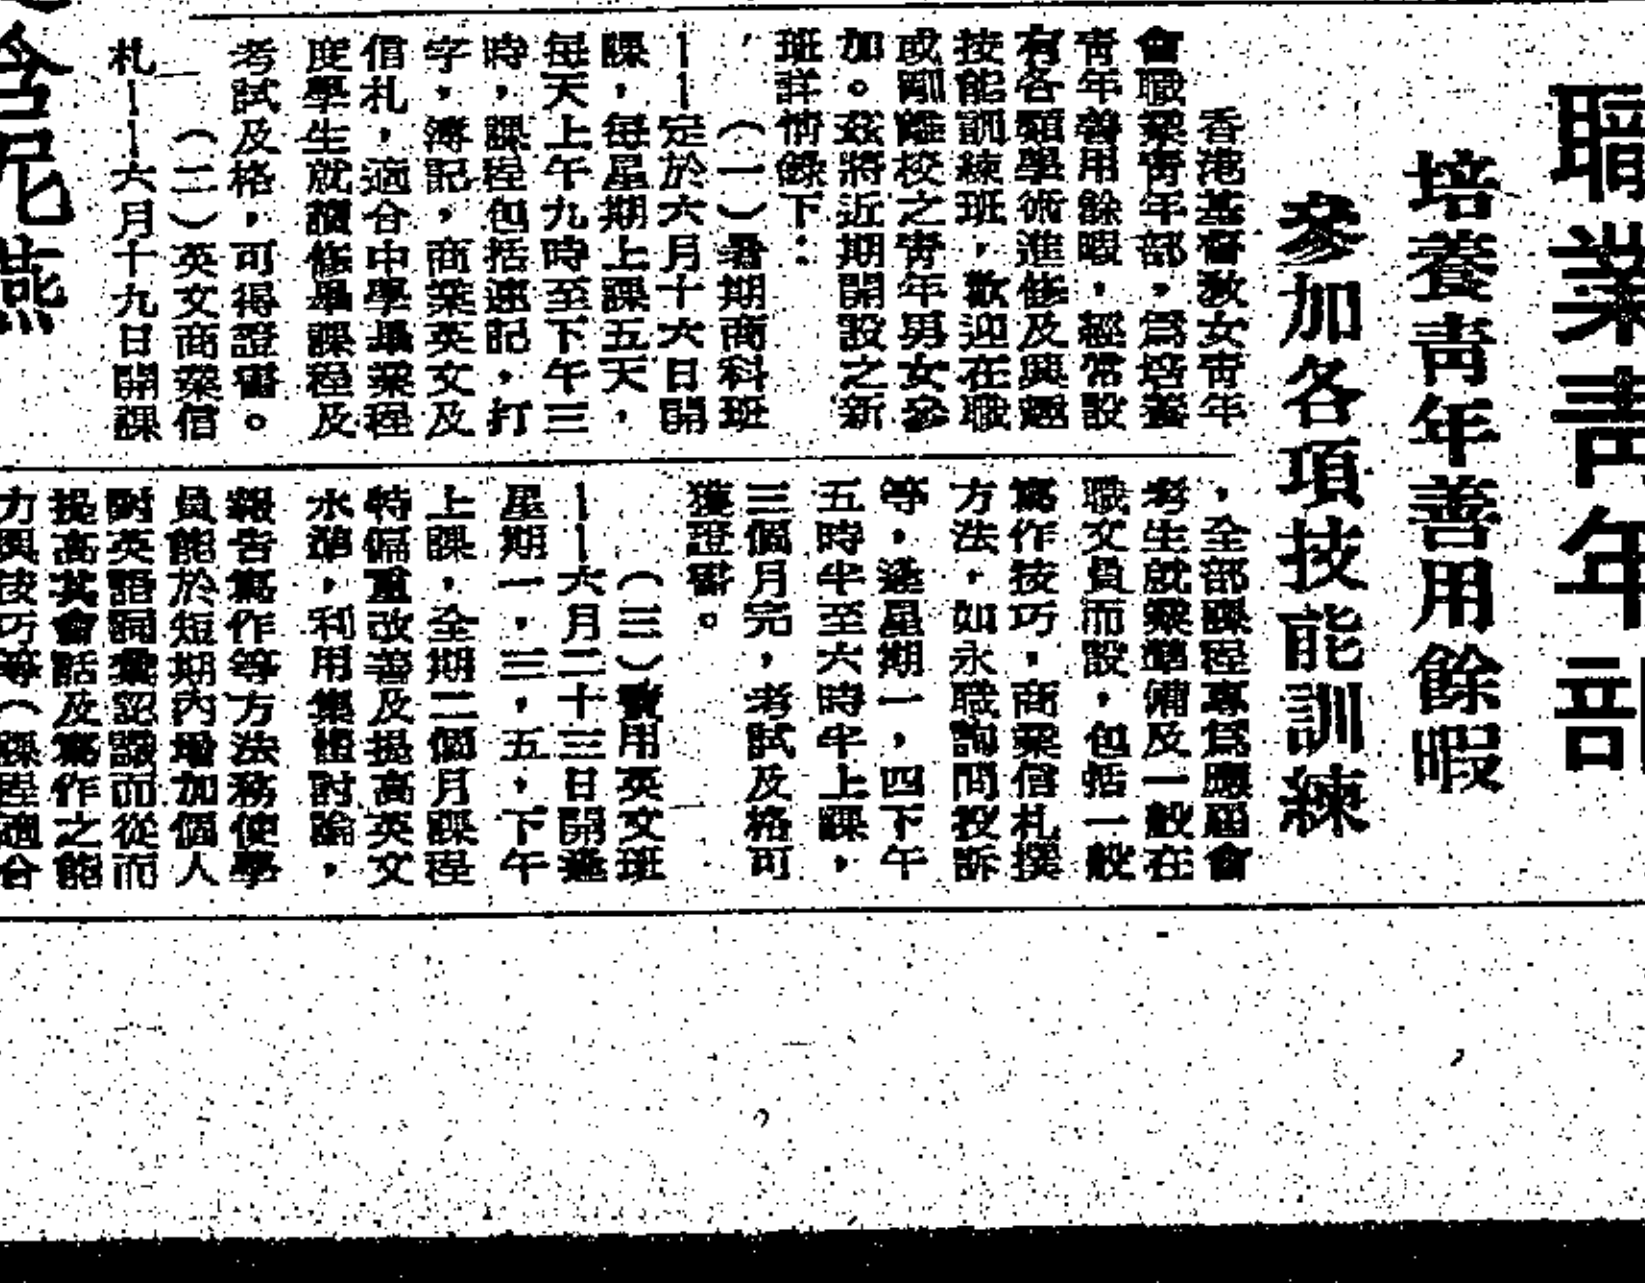 職業青年部
培養青年善用餘暇
參加各項技能訓練
香港基督教女青年
會職業青年部，爲培養
青年善用餘暇，經常設
有各類學術進修及興趣
技能訓練班，歡迎在職
或剛離校之青年男女參
加。茲將近期開設之新
班詳情錄下：
（一）暑期商科班
——定於六月十六日開
課，每星期上課五天，
每天上午九時至下午三
時，課程包括速記，打
字，簿記，商業英文及
信札，適合中學畢業程
度學生就讀修畢課程及
考試及格，可得證書。
（二）英文商業信
札——六月十九日開課
，全部課程專爲應屆會
考生就業準備及一般在
職文員而設，包括一般
寫作技巧，商業信札撰
方法，如永職詢問投訴
等，逢星期一，四下午
五時半至六時半上課，
三個月完，考試及格可
獲證書。
（三）實用英文班
——六月二十三日開逢
星期一，三，五，下午
上課，全期二個月課程
特偏重改善及提高英文
水準，利用集體討論，
報告寫作等方法務使學
員能於短期內增加個人
對英語詞彙認識而從而
提高其會話及寫作之能
力與技巧等（課程適合